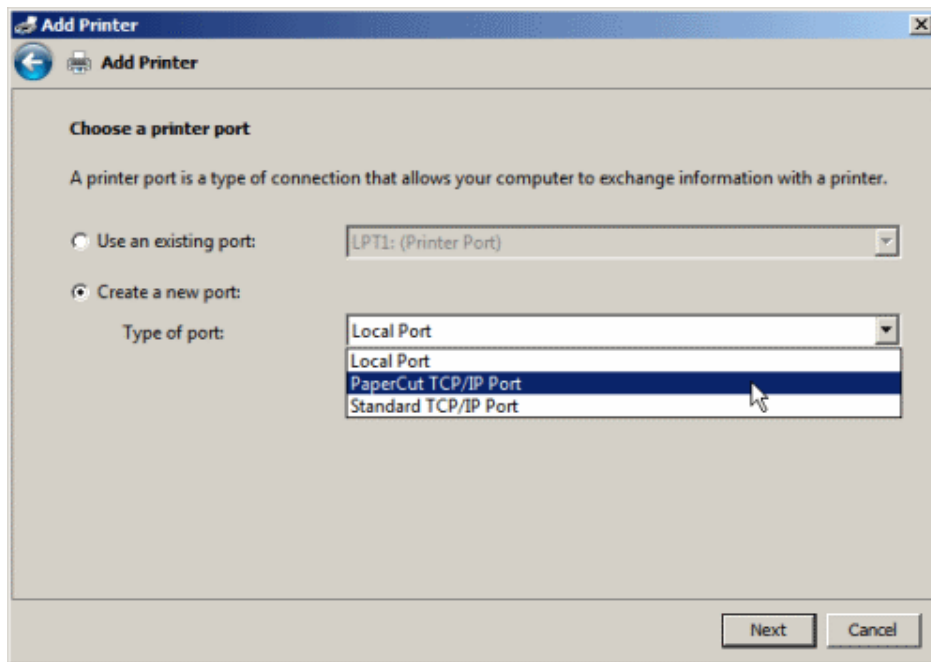 Add Printer
Add Printer
Choose a printer port
A printer port is a type of connection that allows your computer to exchange information with a printer.
Use an existing port: LPT1: (Printer Port)
Create a new port:
Type of port: Local Port
Local Port
PaperCut TCP/IP Port
Standard TCP/IP Port
Next Cancel